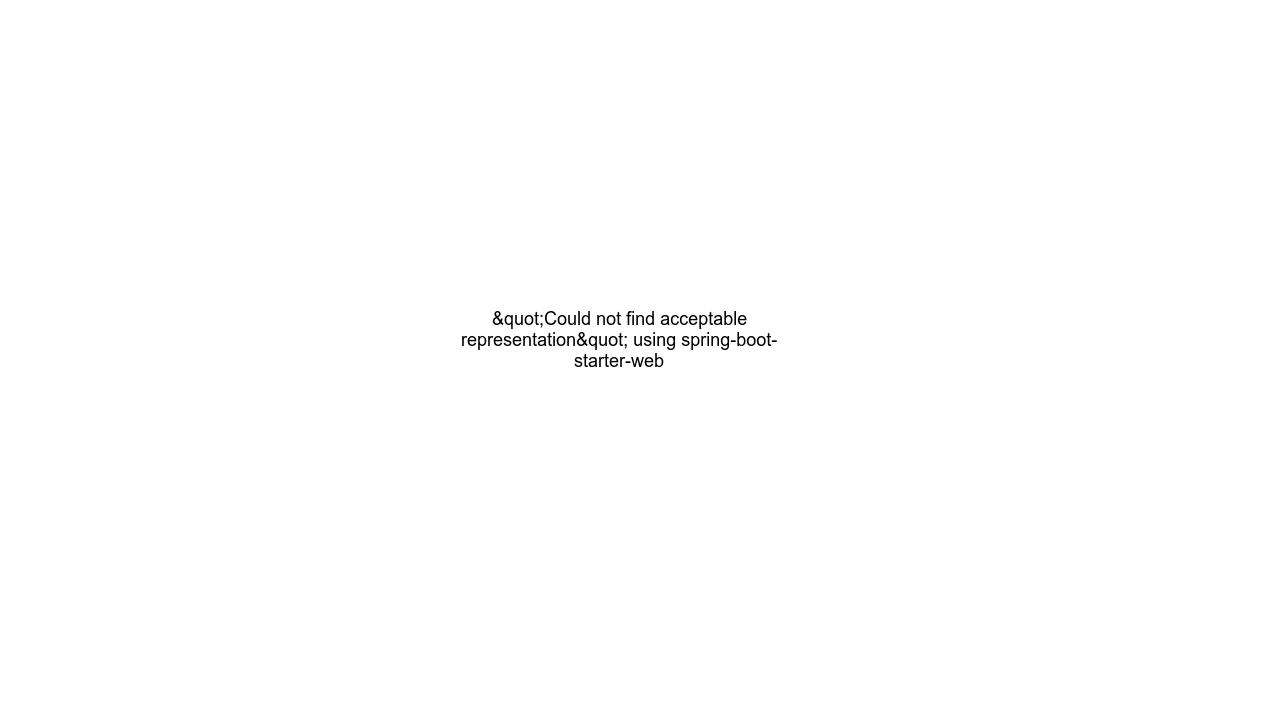 &quot;Could not find acceptable
representation&quot; using spring-boot-
starter-web